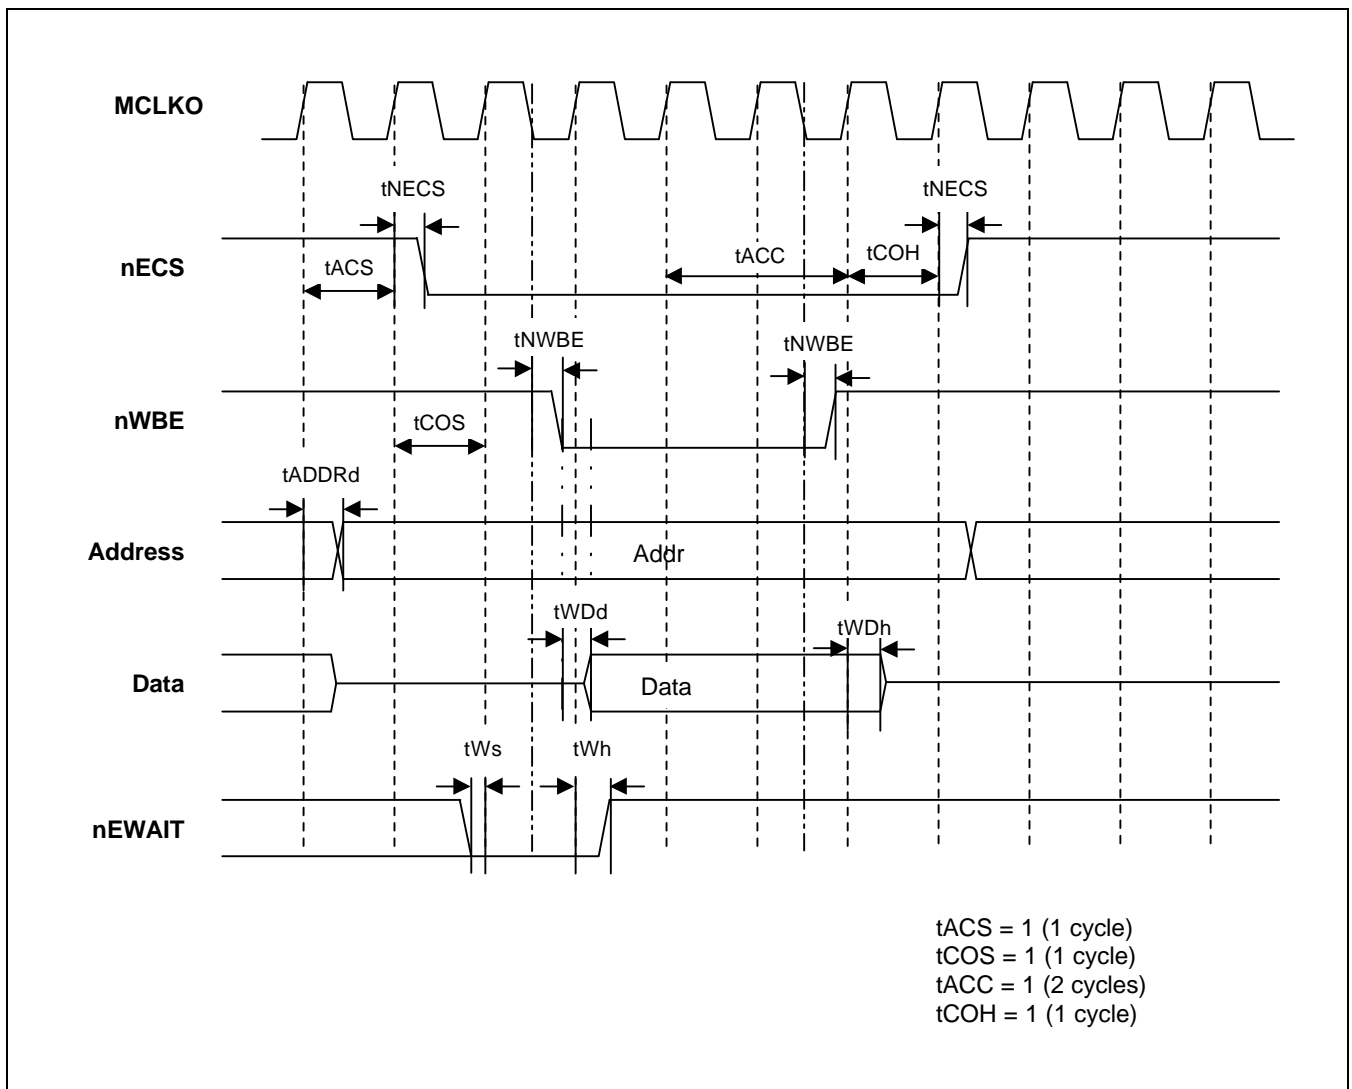 MCLKO
tNECS
tNECS
nECS
tACS
tACC
tCOH
tNWBE
tNWBE
nWBE
tCOS
tADDRd
Address
Addr
tWDd
tWDh
Data
Data
tWs
tWh
nEWAIT
tACS = 1 (1 cycle)
tCOS = 1 (1 cycle)
tACC = 1 (2 cycles)
tCOH = 1 (1 cycle)